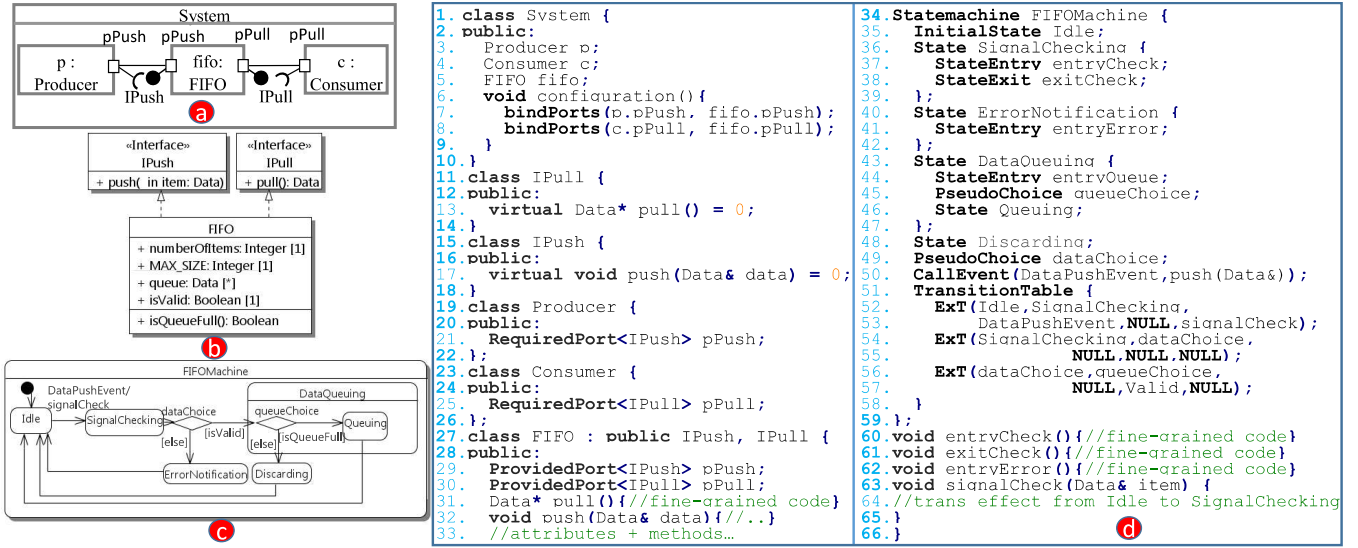 System
pPush pPush pPull pPull
p :
Producer
fifo:
FIFO
c :
Consumer
IPush
IPull
a
«Interface»
IPush
+ push( in item: Data)
«Interface»
IPull
+ pull(): Data
FIFO
+ numberOfItems: Integer [1]
+ MAX_SIZE: Integer [1]
+ queue: Data [*]
+ isValid: Boolean [1]
+ isQueueFull(): Boolean
b
FIFOMachine
DataPushEvent/
signalCheck
Idle
SignalChecking
dataChoice
[isValid]
[else]
ErrorNotification
DataQueuing
queueChoice
[isQueueFull]
[else]
Queuing
Discarding
c
1. class System {
2. public:
3. Producer p;
4. Consumer c;
5. FIFO fifo;
6. void configuration(){
7. bindPorts(p.pPush, fifo.pPush);
8. bindPorts(c.pPull, fifo.pPull);
9. }
10. }
11. class IPull {
12. public:
13. virtual Data* pull() = 0;
14. }
15. class IPush {
16. public:
17. virtual void push(Data& data) = 0;
18. }
19. class Producer {
20. public:
21. RequiredPort<IPush> pPush;
22. };
23. class Consumer {
24. public:
25. RequiredPort<IPull> pPull;
26. };
27. class FIFO : public IPush, IPull {
28. public:
29. ProvidedPort<IPush> pPush;
30. ProvidedPort<IPull> pPull;
31. Data* pull(){//fine-grained code}
32. void push(Data& data){//..}
33. //attributes + methods…
34. Statemachine FIFOMachine {
35. InitialState Idle;
36. State SignalChecking {
37. StateEntry entryCheck;
38. StateExit exitCheck;
39. };
40. State ErrorNotification {
41. StateEntry entryError;
42. };
43. State DataQueuing {
44. StateEntry entryQueue;
45. PseudoChoice queueChoice;
46. State Queuing;
47. };
48. State Discarding;
49. PseudoChoice dataChoice;
50. CallEvent(DataPushEvent,push(Data&));
51. TransitionTable {
52. ExT(Idle,SignalChecking,
53. DataPushEvent,NULL,signalCheck);
54. ExT(SignalChecking,dataChoice,
55. NULL,NULL,NULL);
56. ExT(dataChoice,queueChoice,
57. NULL,Valid,NULL);
58. }
59. };
60. void entryCheck(){//fine-grained code}
61. void exitCheck(){//fine-grained code}
62. void entryError(){//fine-grained code}
63. void signalCheck(Data& item) {
64. //trans effect from Idle to SignalChecking
65. }
66. }
d